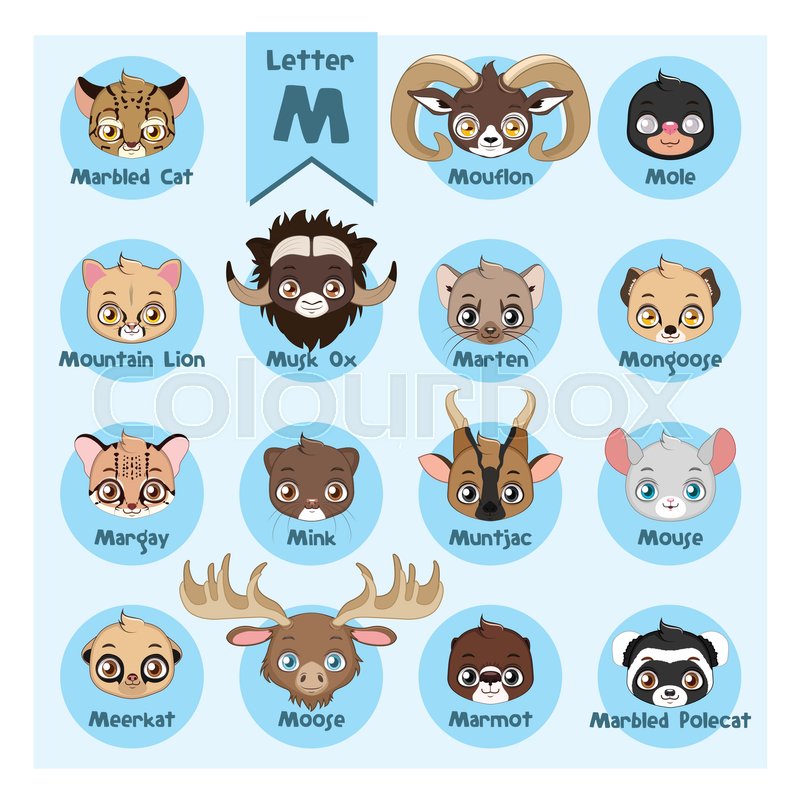 Letter
M
Marbled Cat
Mouflon
Mole
Mountain Lion
Musk Ox
Marten
Mongoose
Colourbox
Margay
Mink
Muntjac
Mouse
Meerkat
Moose
Marmot
Marbled Polecat